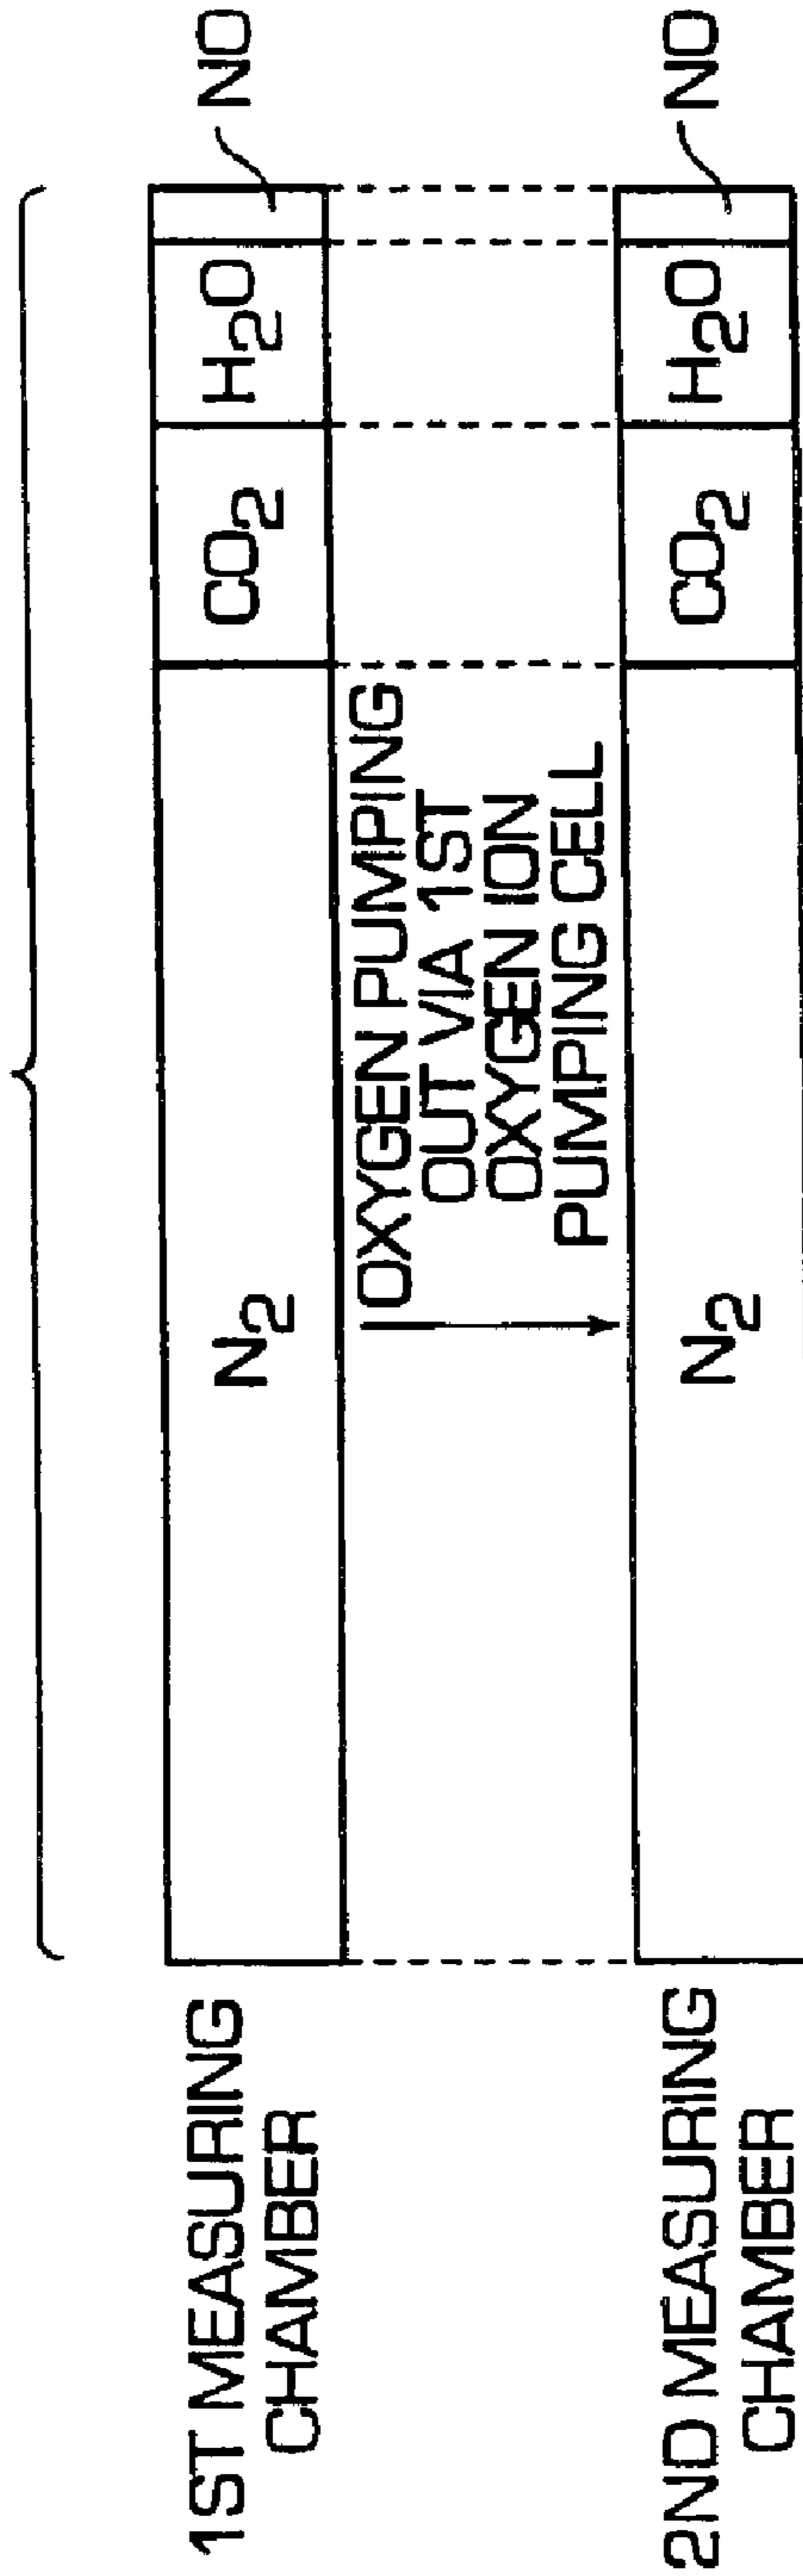 1ST MEASURING
CHAMBER
N2
CO2
H2O
NO
OXYGEN PUMPING
OUT VIA 1ST
OXYGEN ION
PUMPING CELL
2ND MEASURING
CHAMBER
N2
CO2
H2O
NO